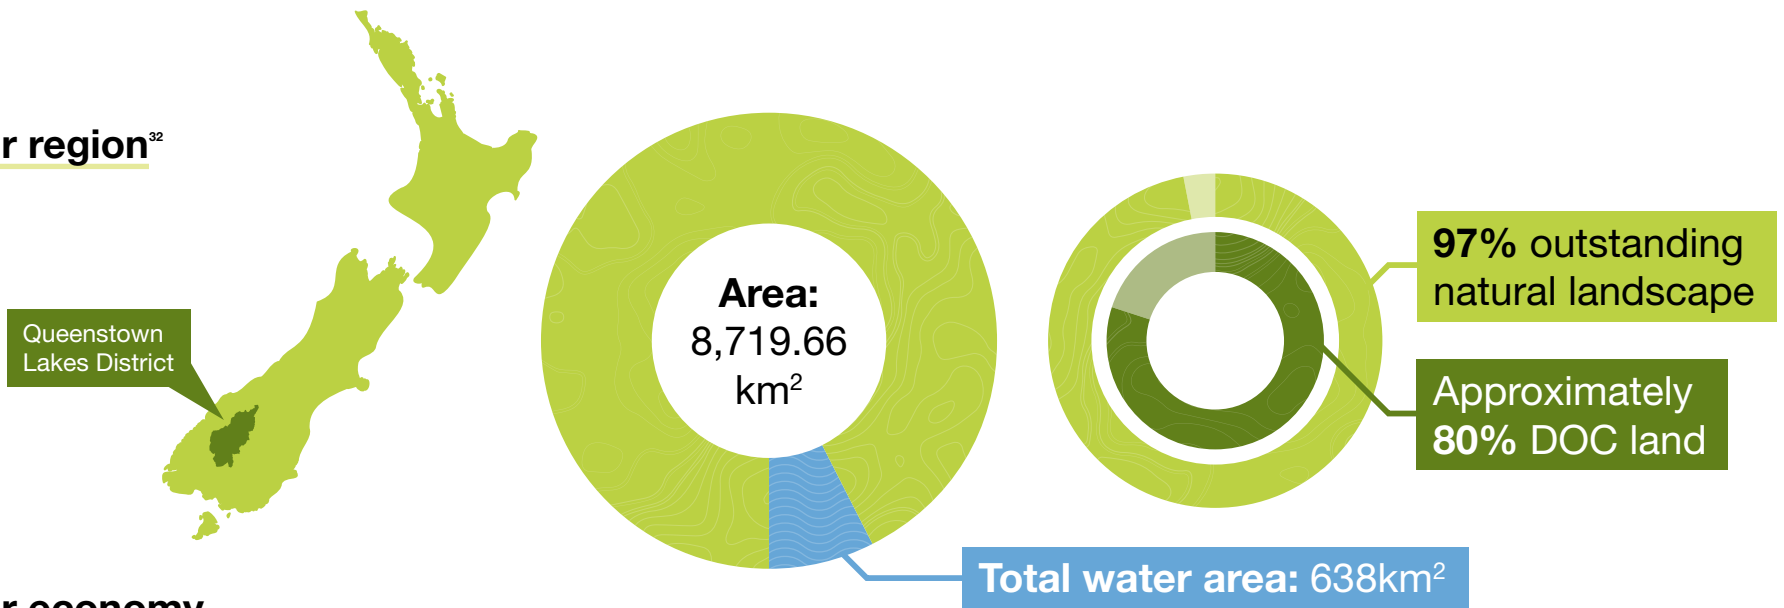 r region³²
Queenstown
Lakes District
Area:
8,719.66
km²
97% outstanding
natural landscape
Approximately
80% DOC land
Total water area: 638km²
r economy